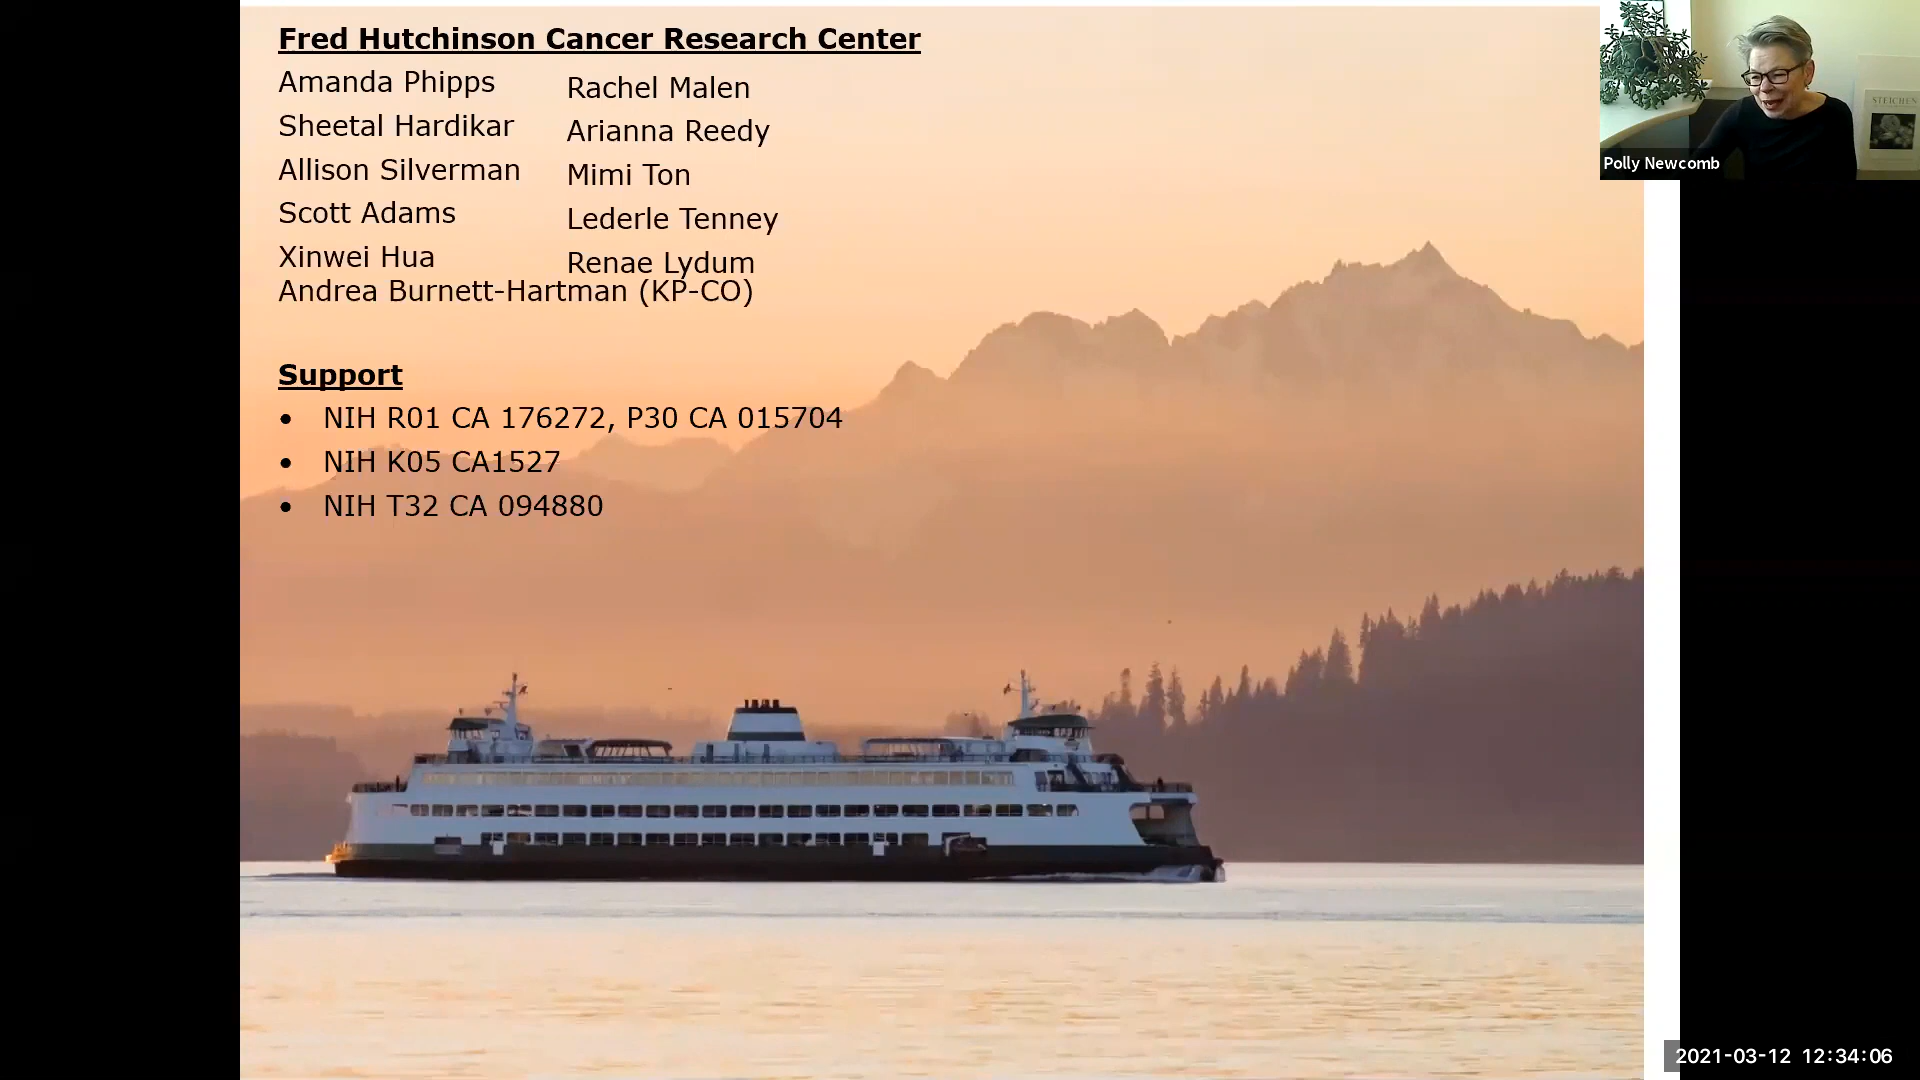 Fred Hutchinson Cancer Research Center
Amanda Phipps
Sheetal Hardikar
Allison Silverman
Scott Adams
Xinwei Hua
Rachel Malen
Arianna Reedy
Mimi Ton
Lederle Tenney
Renae Lydum
Andrea Burnett-Hartman (KP-CO)
Support
• NIH R01 CA 176272, P30 CA 015704
• NIH K05 CA1527
• NIH T32 CA 094880
STEICHEN
Polly Newcomb
2021-03-12 12:34:06